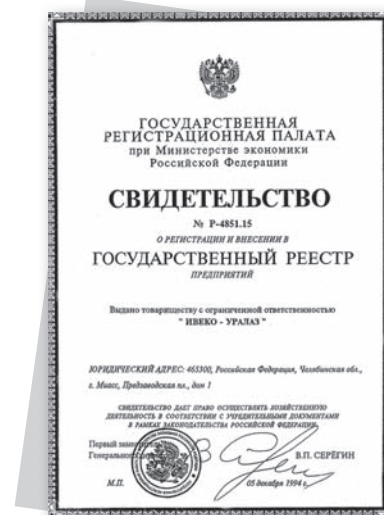 ГОСУДАРСТВЕННАЯ
РЕГИСТРАЦИОННАЯ ПАЛАТА
при Министерстве экономики
Российской Федерации
СВИДЕТЕЛЬСТВО
№ Р-4851.15
О РЕГИСТРАЦИИ И ВНЕСЕНИИ В
ГОСУДАРСТВЕННЫЙ РЕЕСТР
ПРЕДПРИЯТИЙ
Выдано товариществу с ограниченной ответственностью
" ИВЕКО - УРАЛАЗ "
ЮРИДИЧЕСКИЙ АДРЕС: 463300, Российская Федерация, Челябинская обл.,
г. Миасс, Предзаводская пл., дом 1
СВИДЕТЕЛЬСТВО ДАЕТ ПРАВО ОСУЩЕСТВЛЯТЬ ХОЗЯЙСТВЕННУЮ
ДЕЯТЕЛЬНОСТЬ В СООТВЕТСТВИИ С УЧРЕДИТЕЛЬНЫМИ ДОКУМЕНТАМИ
В РАМКАХ ЗАКОНОДАТЕЛЬСТВА РОССИЙСКОЙ ФЕДЕРАЦИИ
Первый
В.П. СЕРЁГИН
М.П.
05 декабря 1994 г.